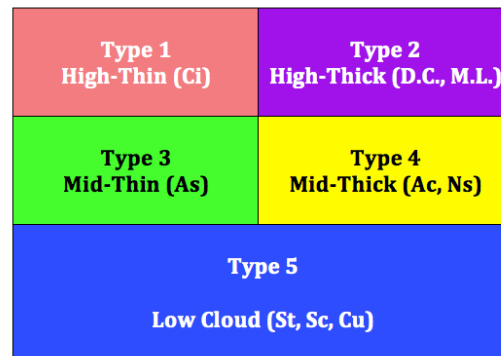 Type 1
High-Thin (Ci)
Type 2
High-Thick (D.C., M.L.)
Type 3
Mid-Thin (As)
Type 4
Mid-Thick (Ac, Ns)
Type 5
Low Cloud (St, Sc, Cu)